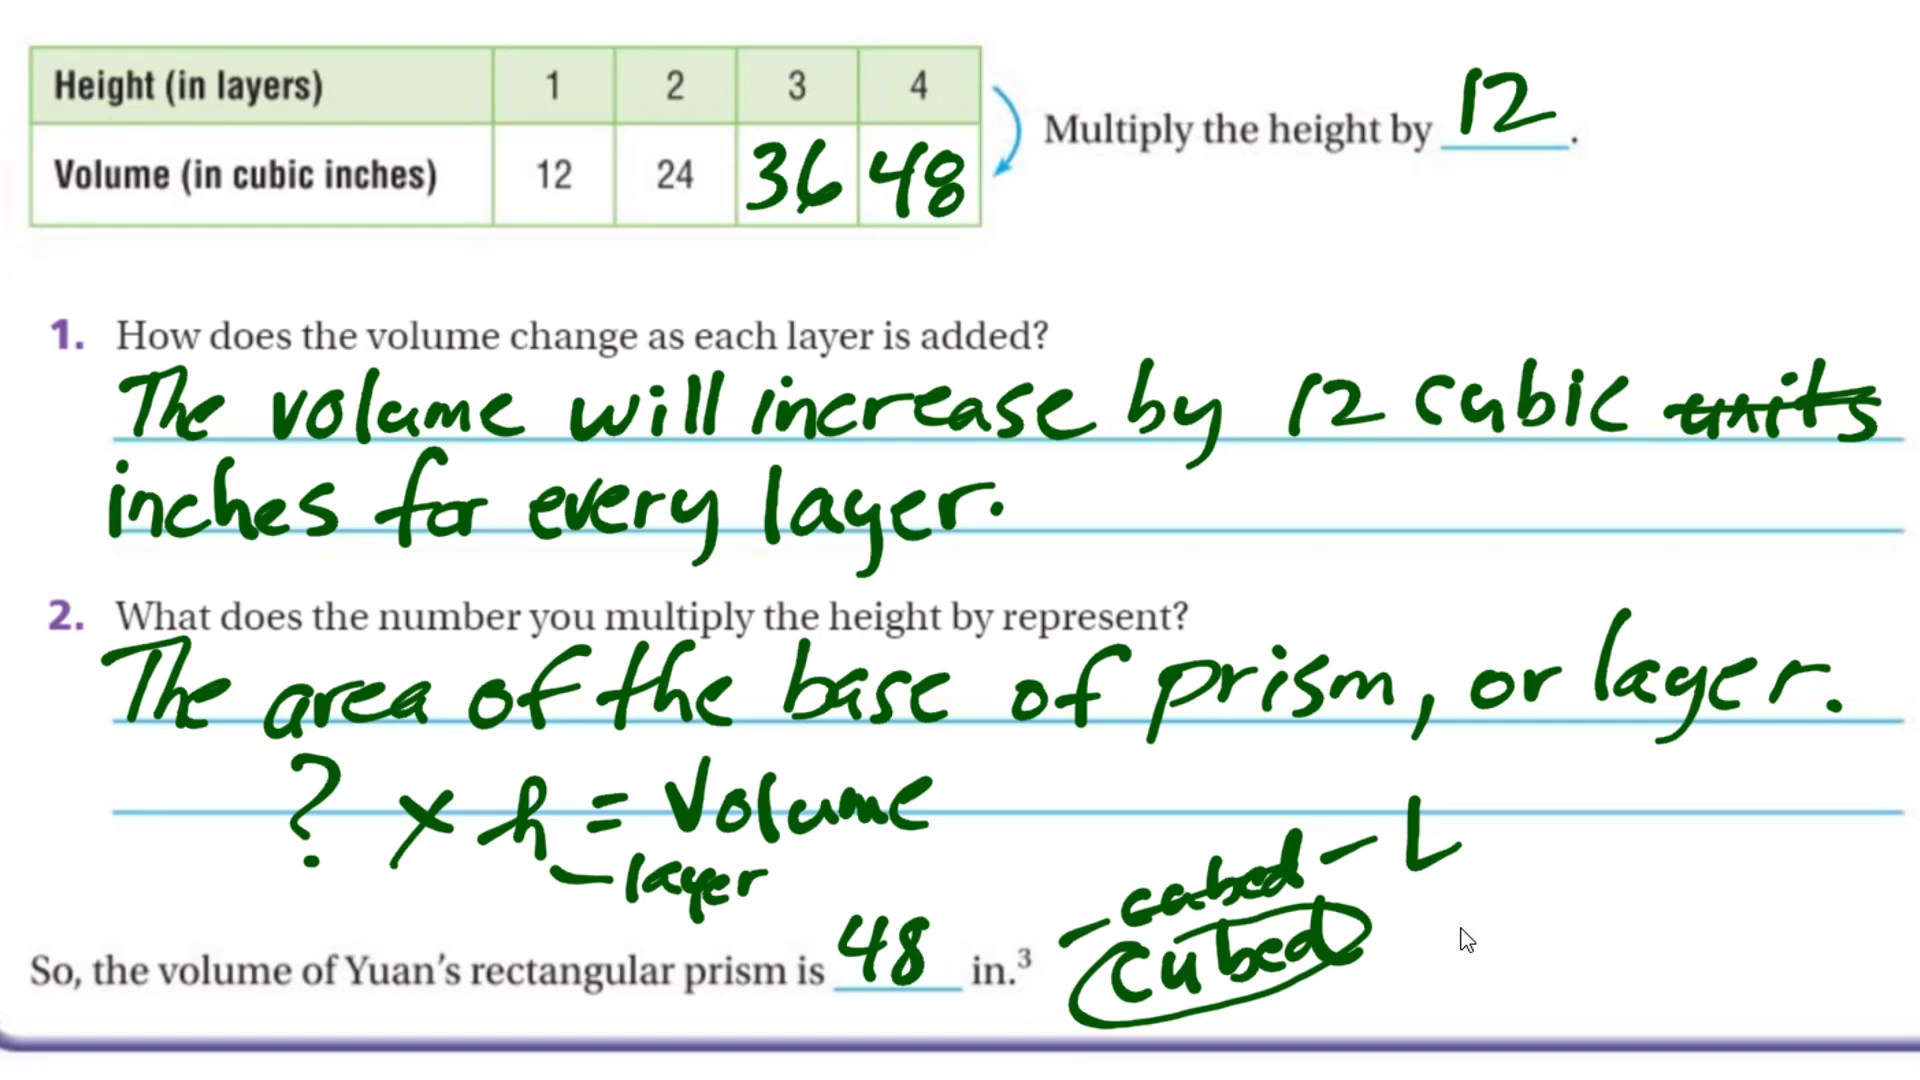 Height (in layers) 1 2 3 4
Multiply the height by 12.
Volume (in cubic inches) 12 24 36 48
1. How does the volume change as each layer is added?
The volume will increase by 12 cubic units
inches for every layer.
2. What does the number you multiply the height by represent?
The area of the base of prism, or layer.
? × h = Volume
- layer
- cubed - L
So, the volume of Yuan's rectangular prism is 48 in.³
cubed